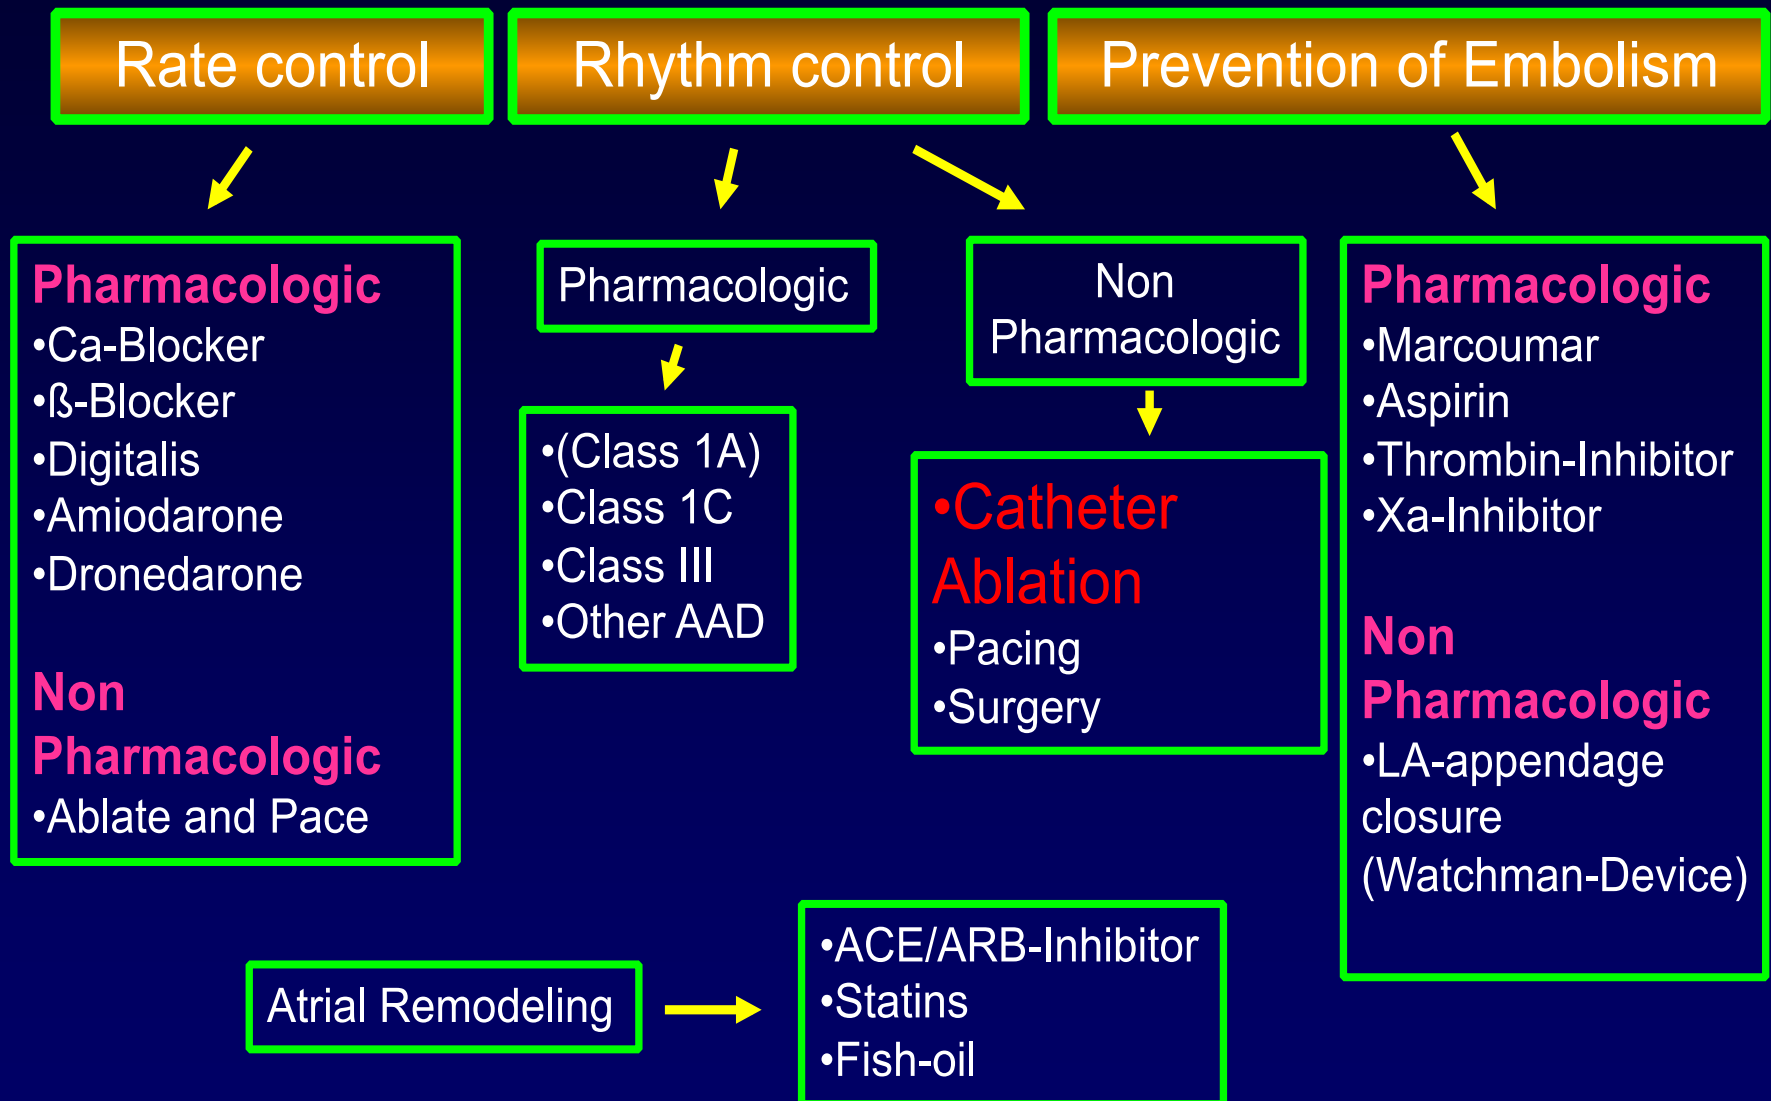 Rate control
Rhythm control
Prevention of Embolism
Pharmacologic
•Ca-Blocker
•ß-Blocker
•Digitalis
•Amiodarone
•Dronedarone
Non
Pharmacologic
•Ablate and Pace
Pharmacologic
•(Class 1A)
•Class 1C
•Class III
•Other AAD
Non
Pharmacologic
•Catheter
Ablation
•Pacing
•Surgery
Pharmacologic
•Marcoumar
•Aspirin
•Thrombin-Inhibitor
•Xa-Inhibitor
Non
Pharmacologic
•LA-appendage
closure
(Watchman-Device)
Atrial Remodeling
•ACE/ARB-Inhibitor
•Statins
•Fish-oil